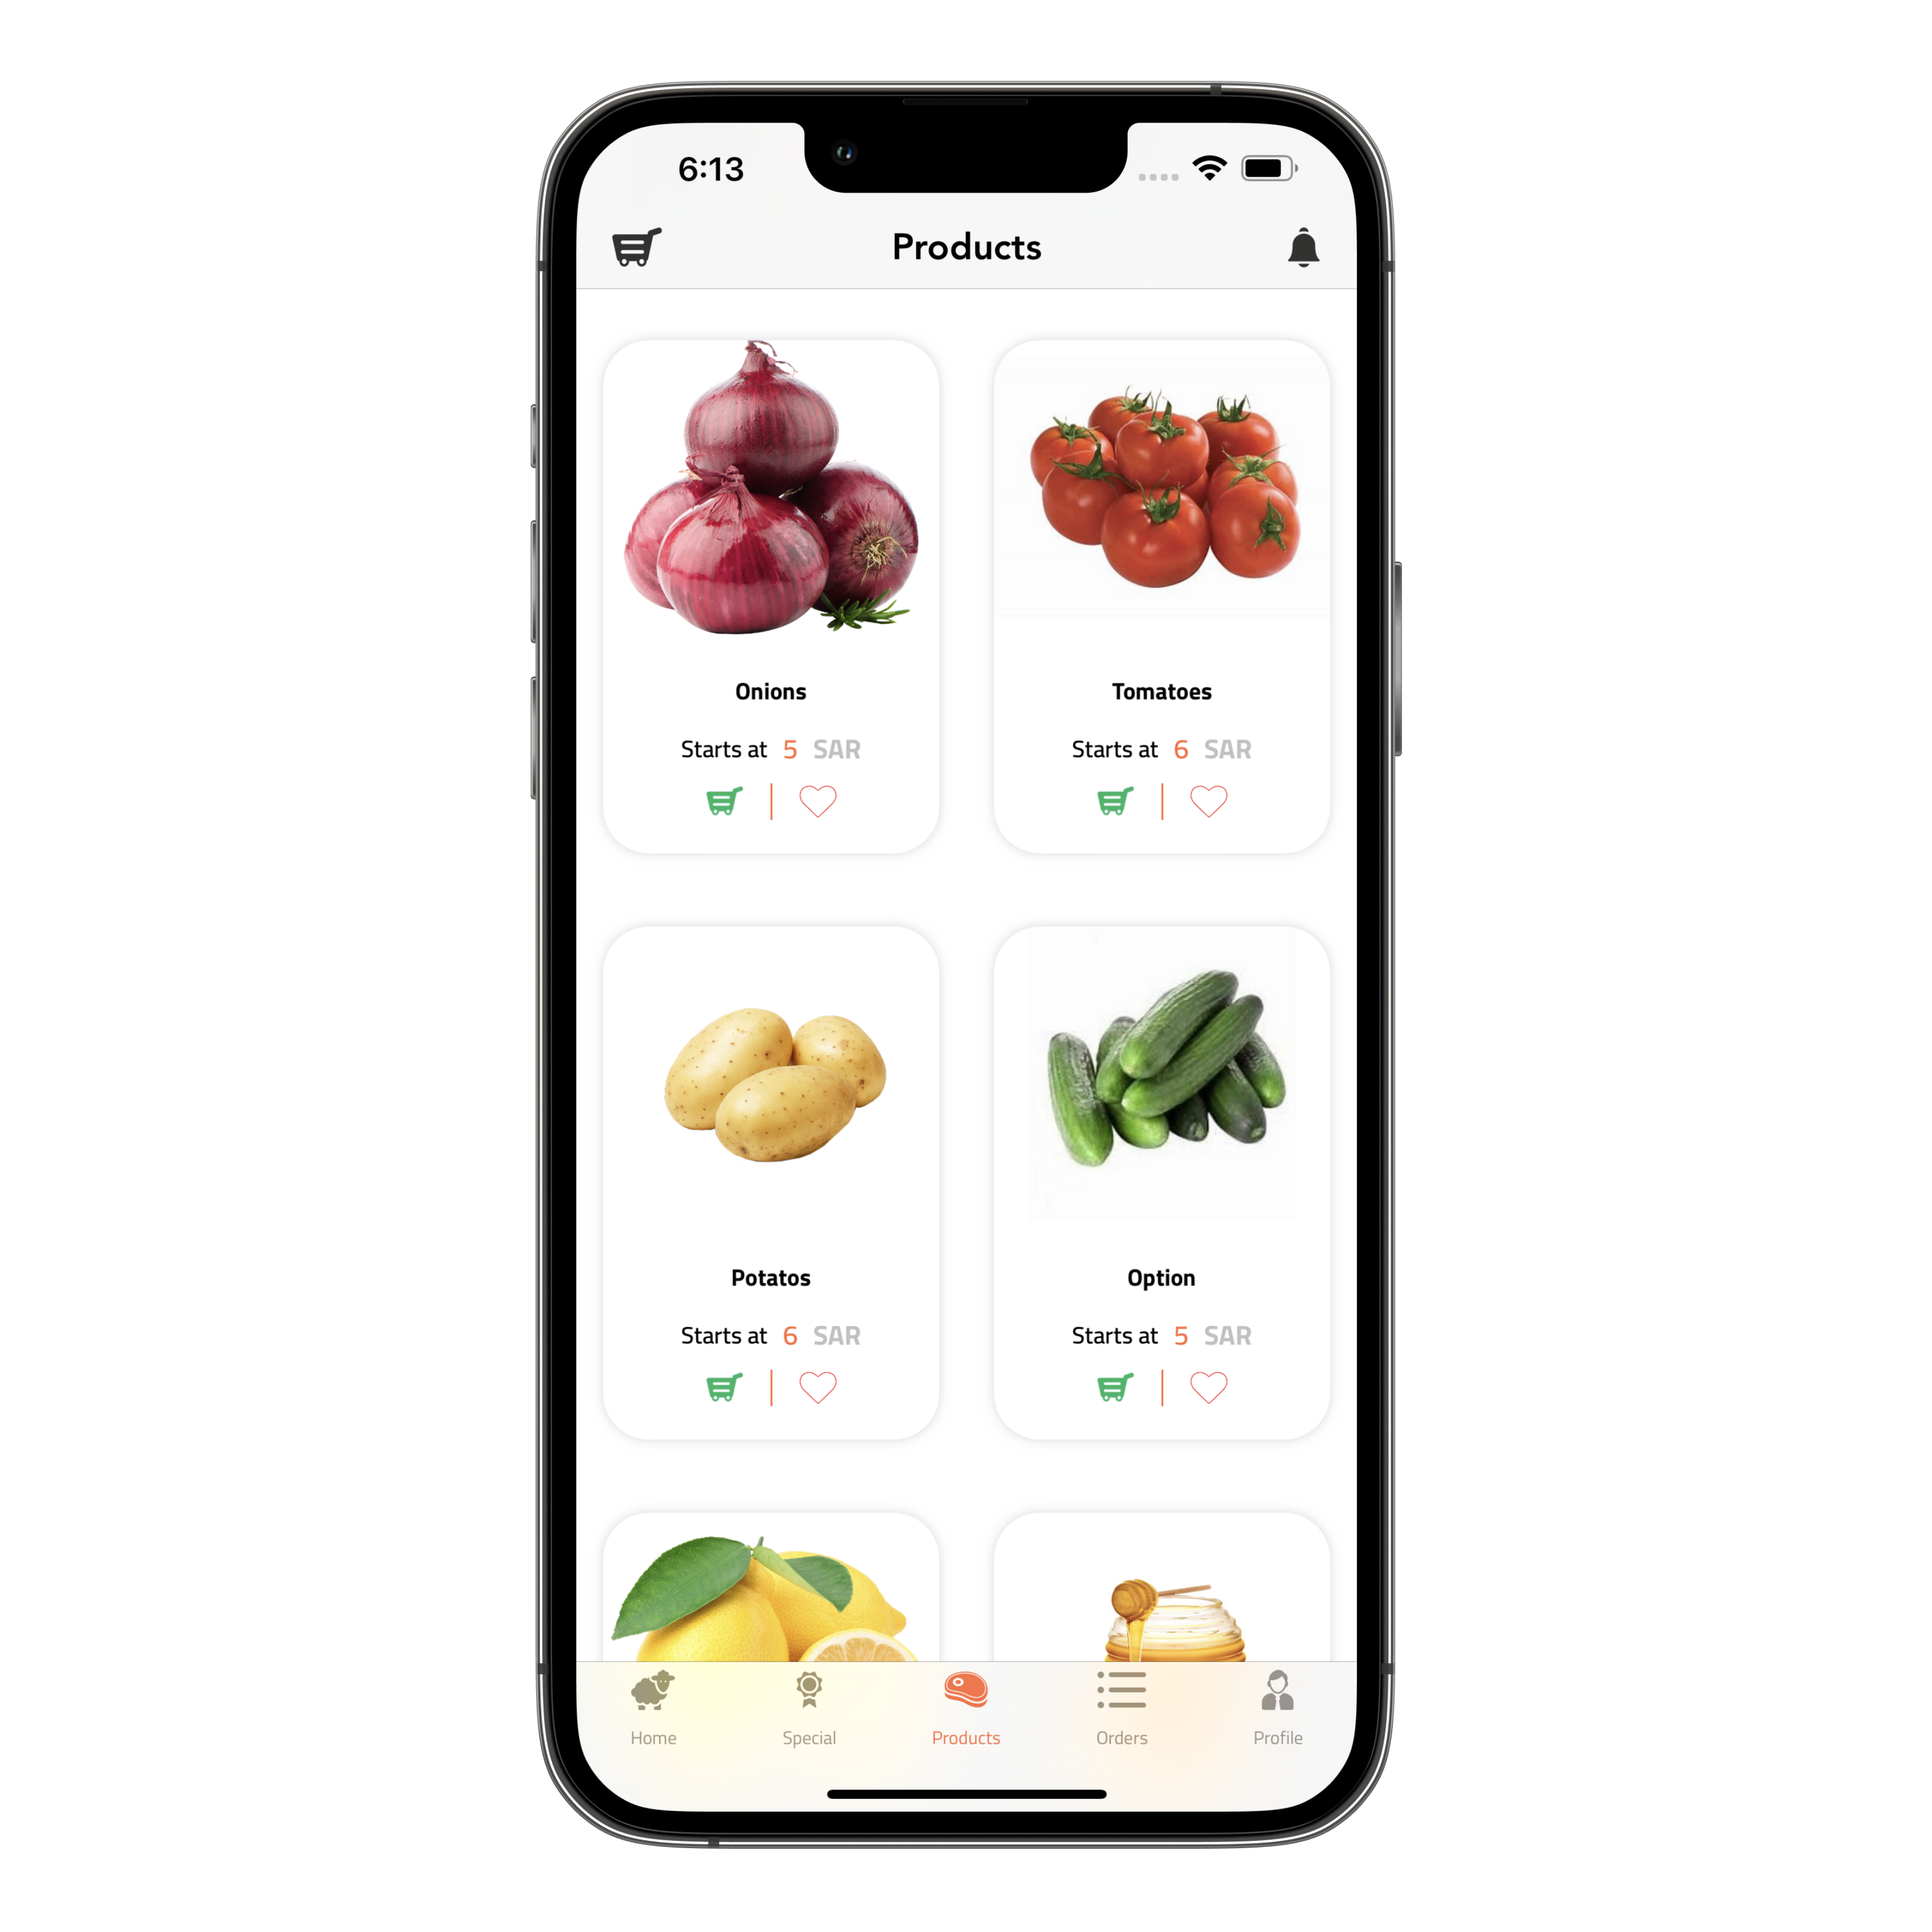 6:13
Products
Onions
Starts at 5 SAR
Tomatoes
Starts at 6 SAR
Potatos
Starts at 6 SAR
Option
Starts at 5 SAR
Home
Special
Products
Orders
Profile